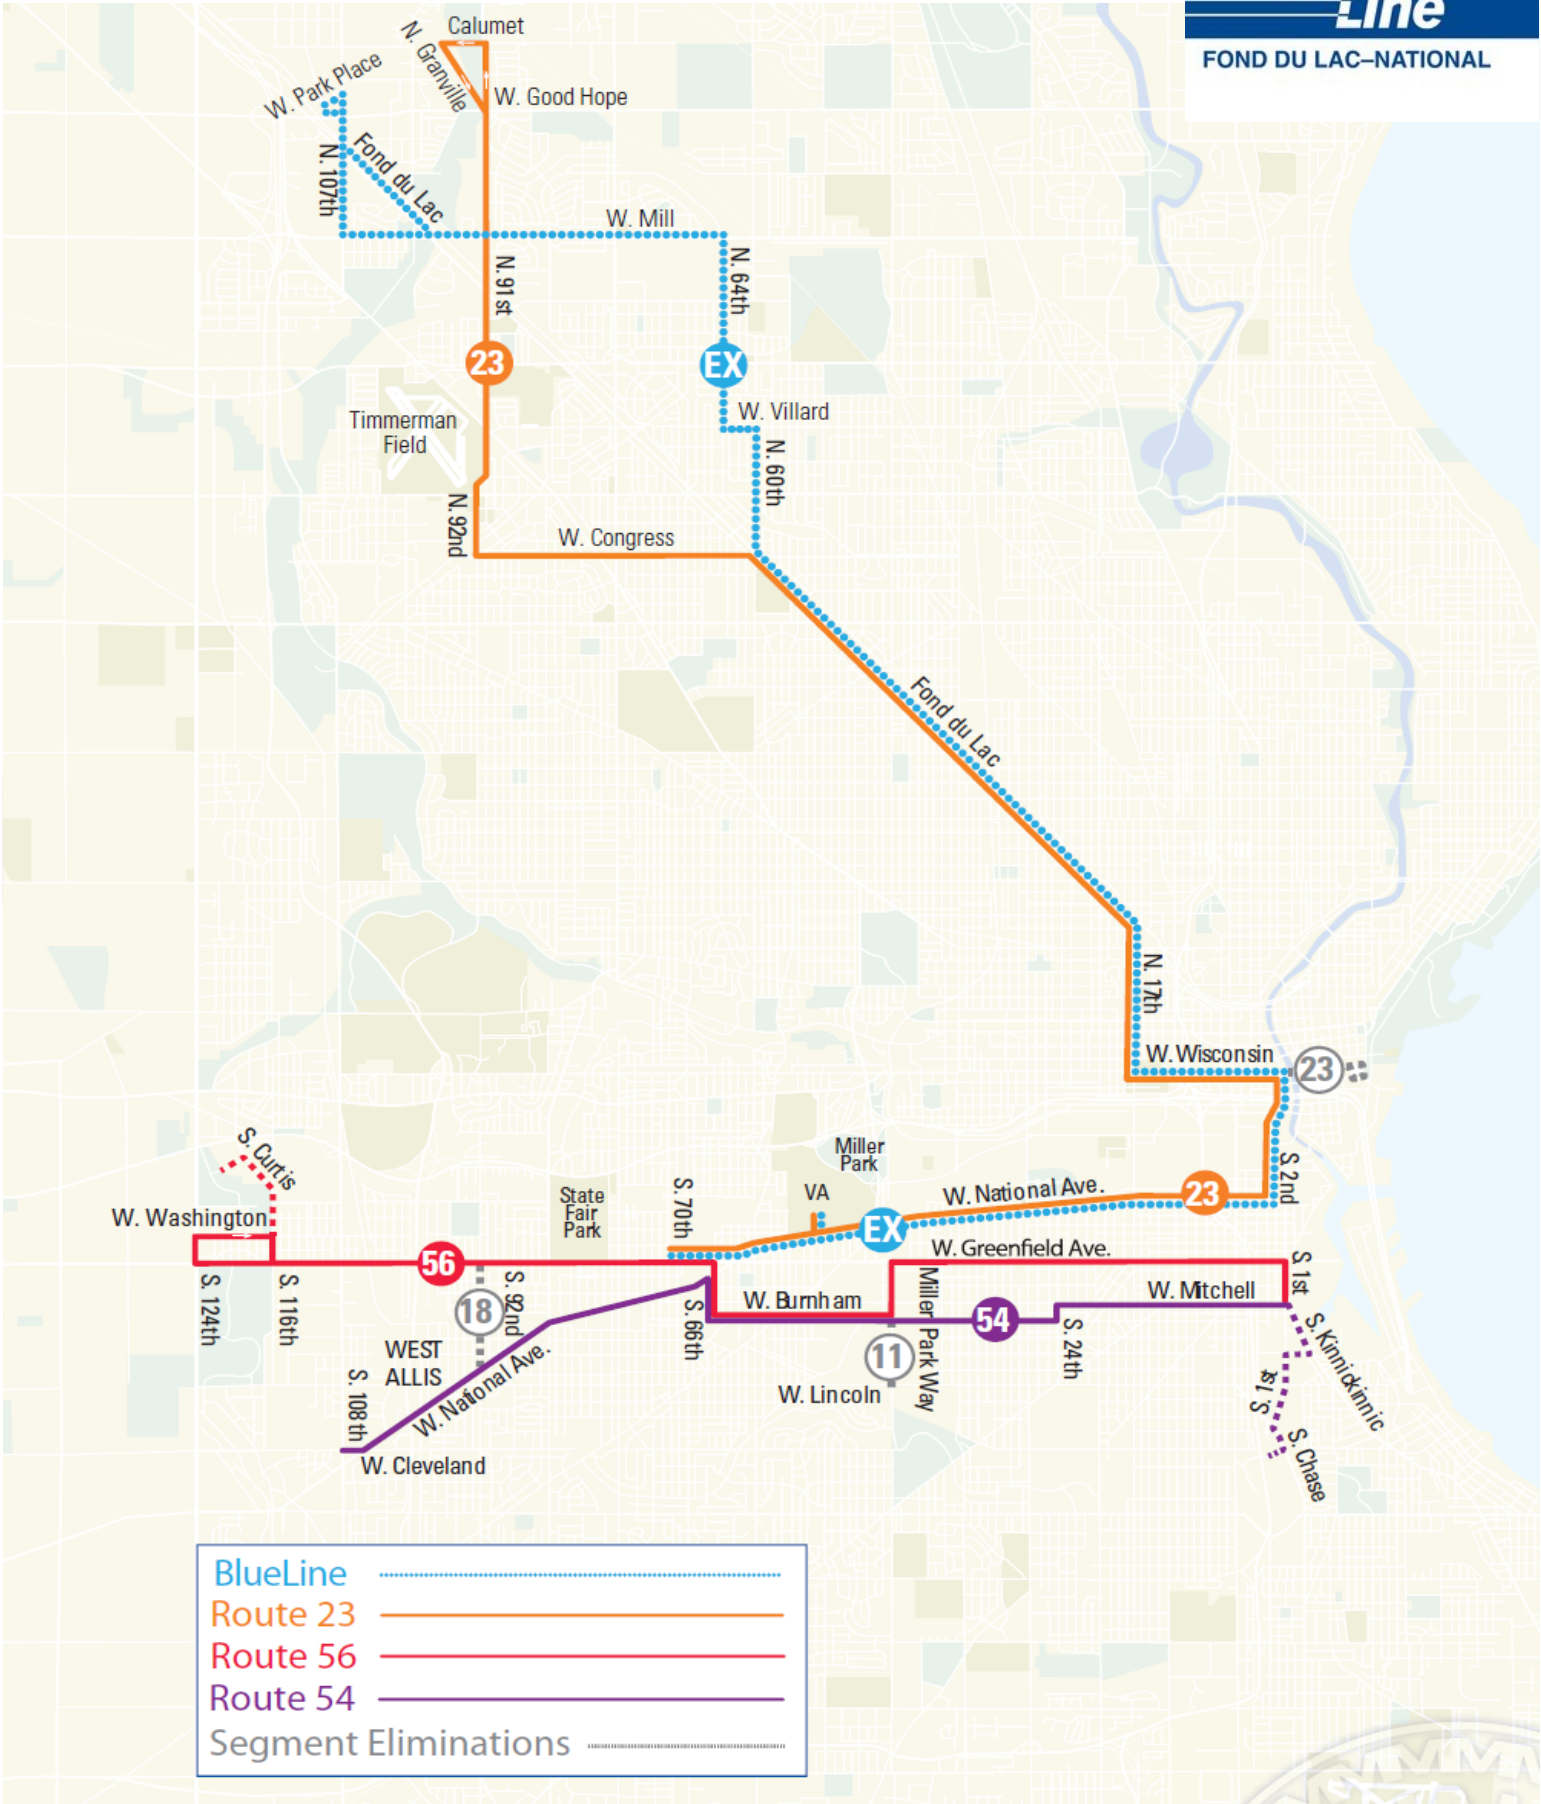 Line
FOND DU LAC–NATIONAL
Calumet
N. Granville
W. Park Place
W. Good Hope
Fond du Lac
N. 107th
W. Mill
N. 91 st
N. 64th
23
EX
Timmerman
Field
W. Villard
N. 60th
N. 92nd
W. Congress
Fond du Lac
N. 17th
W. Wisconsin
23
S. Curtis
Miller
Park
S. 2nd
W. Washington
State
Fair
Park
S. 70th
VA
W. National Ave.
23
EX
56
W. Greenfield Ave.
S. 124th
S. 116th
18
S. 92nd
S. 66th
W. Burnham
Miller Park Way
54
W. Mitchell
S. 1st
S. 24th
S. Kinnickinnic
WEST
ALLIS
11
W. Lincoln
S. 1st
S. 108th
W. National Ave.
W. Cleveland
S. Chase
BlueLine
Route 23
Route 56
Route 54
Segment Eliminations